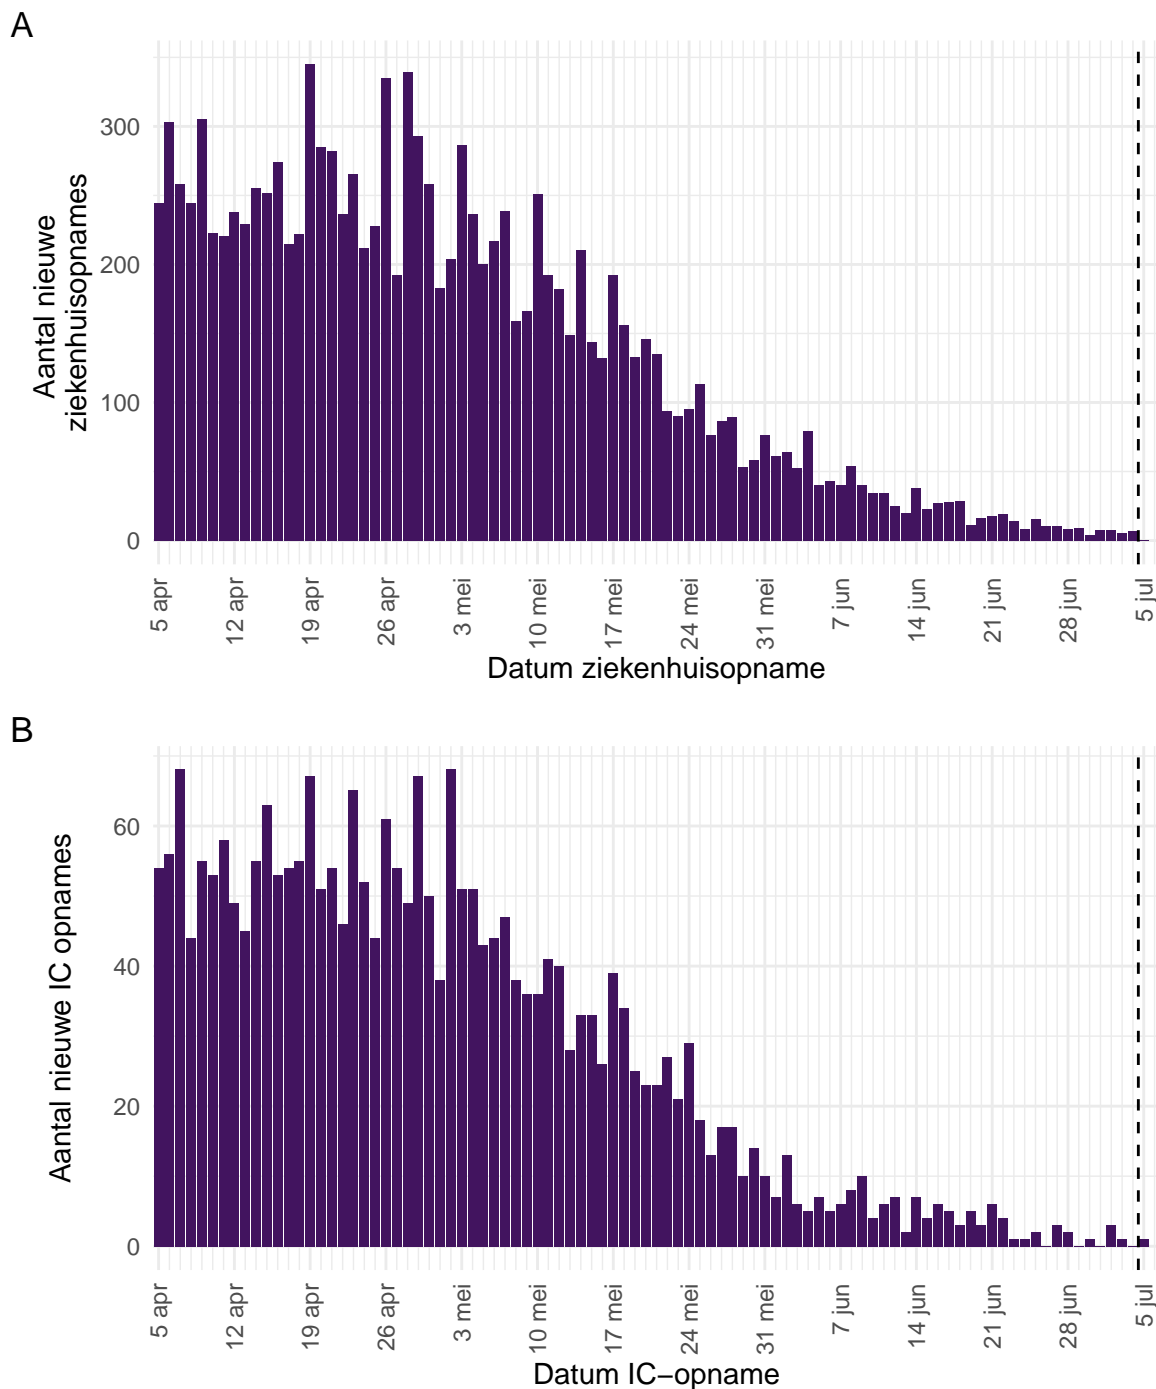 A
Aantal nieuwe
ziekenhuisopnames
300
200
100
0
5 apr
12 apr
19 apr
26 apr
3 mei
10 mei
17 mei
24 mei
31 mei
7 jun
14 jun
21 jun
28 jun
5 jul
Datum ziekenhuisopname
B
Aantal nieuwe IC opnames
60
40
20
0
5 apr
12 apr
19 apr
26 apr
3 mei
10 mei
17 mei
24 mei
31 mei
7 jun
14 jun
21 jun
28 jun
5 jul
Datum IC−opname